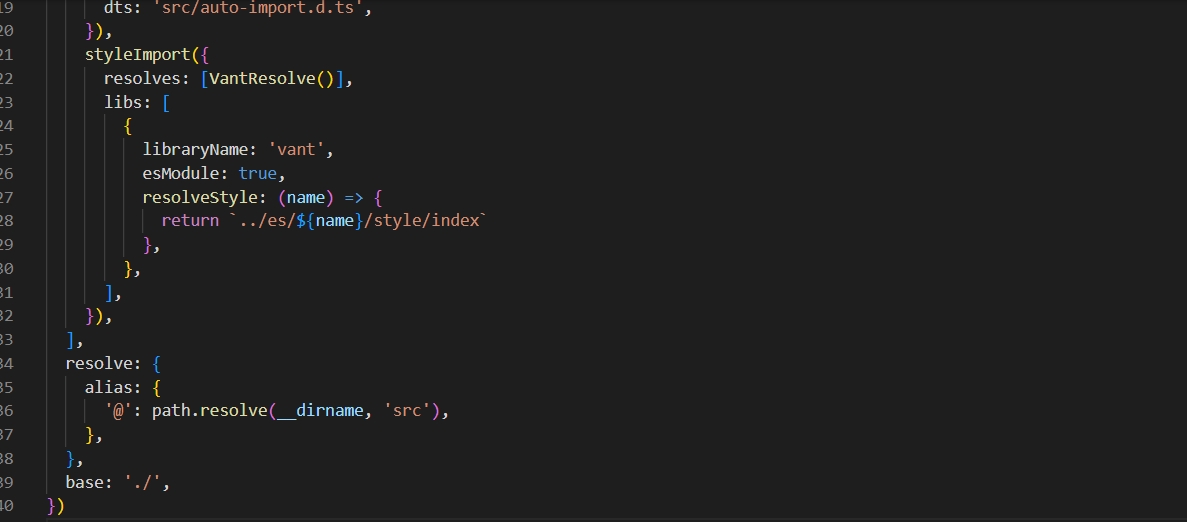 19 dts: 'src/auto-import.d.ts',
20 }),
21 styleImport({
22 resolves: [VantResolve()],
23 libs: [
24 {
25 libraryName: 'vant',
26 esModule: true,
27 resolveStyle: (name) => {
28 return `../es/${name}/style/index`
29 },
30 },
31 ],
32 }),
33 ],
34 resolve: {
35 alias: {
36 '@': path.resolve(__dirname, 'src'),
37 },
38 },
39 base: './',
40 })